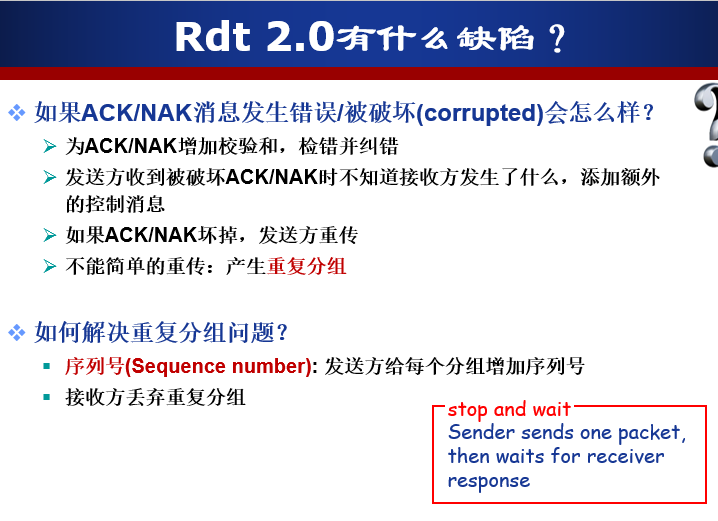 Rdt 2.0有什么缺陷？
如果ACK/NAK消息发生错误/被破坏(corrupted)会怎么样？
为ACK/NAK增加校验和，检错并纠错
发送方收到被破坏ACK/NAK时不知道接收方发生了什么，添加额外
的控制消息
如果ACK/NAK坏掉，发送方重传
不能简单的重传：产生重复分组
如何解决重复分组问题？
序列号(Sequence number): 发送方给每个分组增加序列号
接收方丢弃重复分组
stop and wait
Sender sends one packet,
then waits for receiver
response